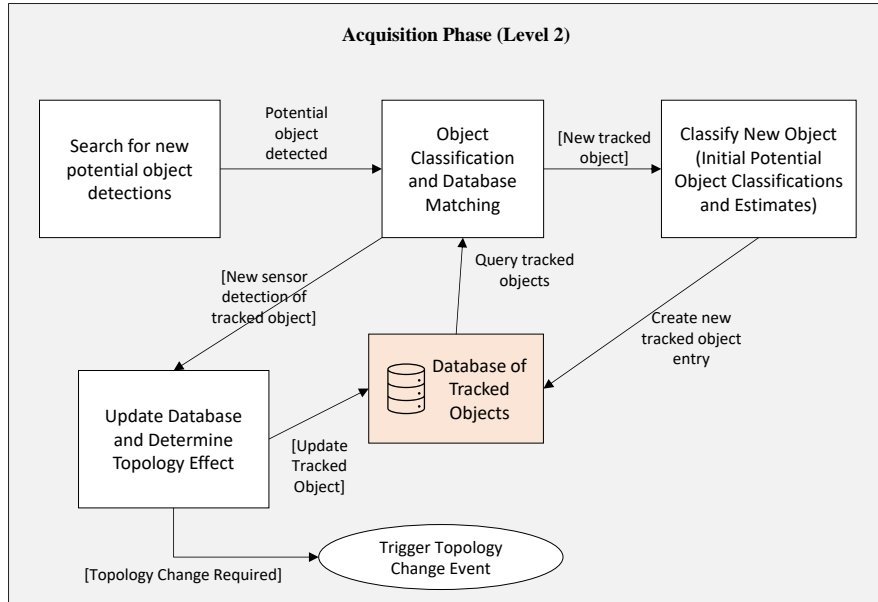 Acquisition Phase (Level 2)
Search for new
potential object
detections
Potential
object
detected
Object
Classification
and Database
Matching
[New tracked
object]
Classify New Object
(Initial Potential
Object Classifications
and Estimates)
[New sensor
detection of
tracked object]
Query tracked
objects
Create new
tracked object
entry
Database of
Tracked
Objects
Update Database
and Determine
Topology Effect
[Update
Tracked
Object]
Trigger Topology
Change Event
[Topology Change Required]